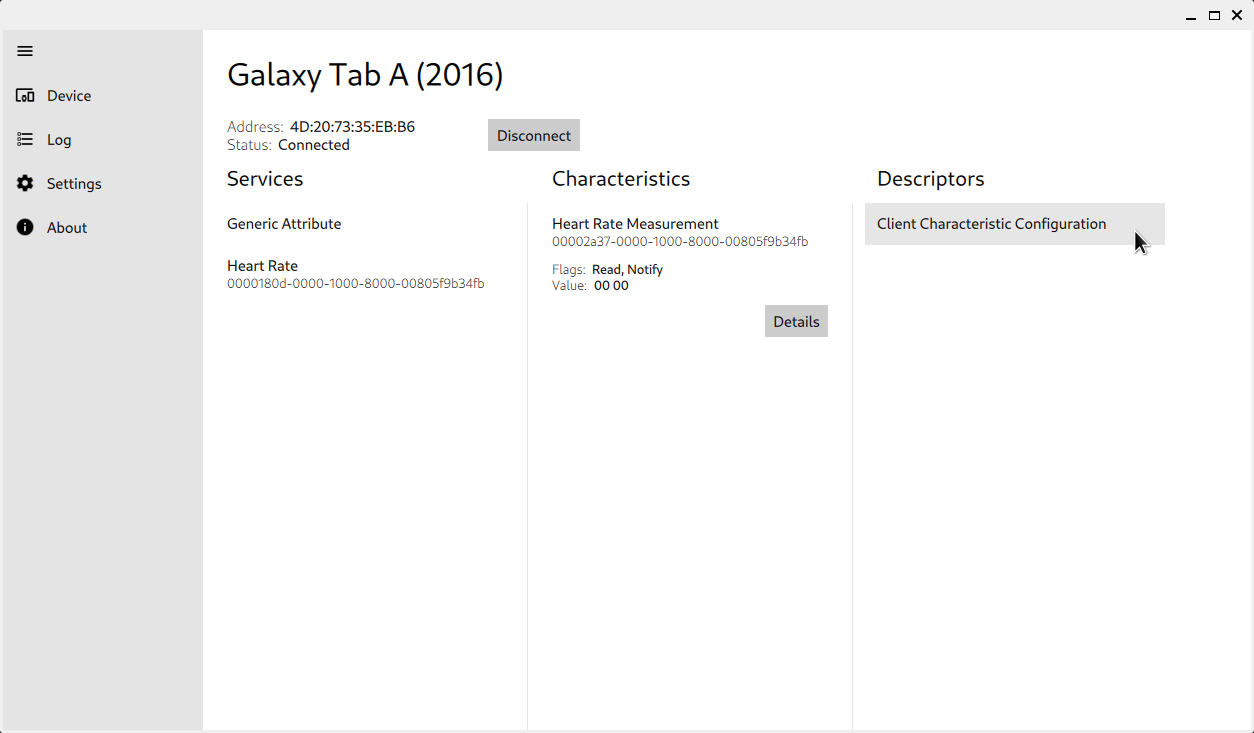 Device
Log
Settings
About
Galaxy Tab A (2016)
Address: 4D:20:73:35:EB:B6
Status: Connected
Disconnect
Services
Generic Attribute
Heart Rate
0000180d-0000-1000-8000-00805f9b34fb
Characteristics
Heart Rate Measurement
00002a37-0000-1000-8000-00805f9b34fb
Flags: Read, Notify
Value: 00 00
Details
Descriptors
Client Characteristic Configuration